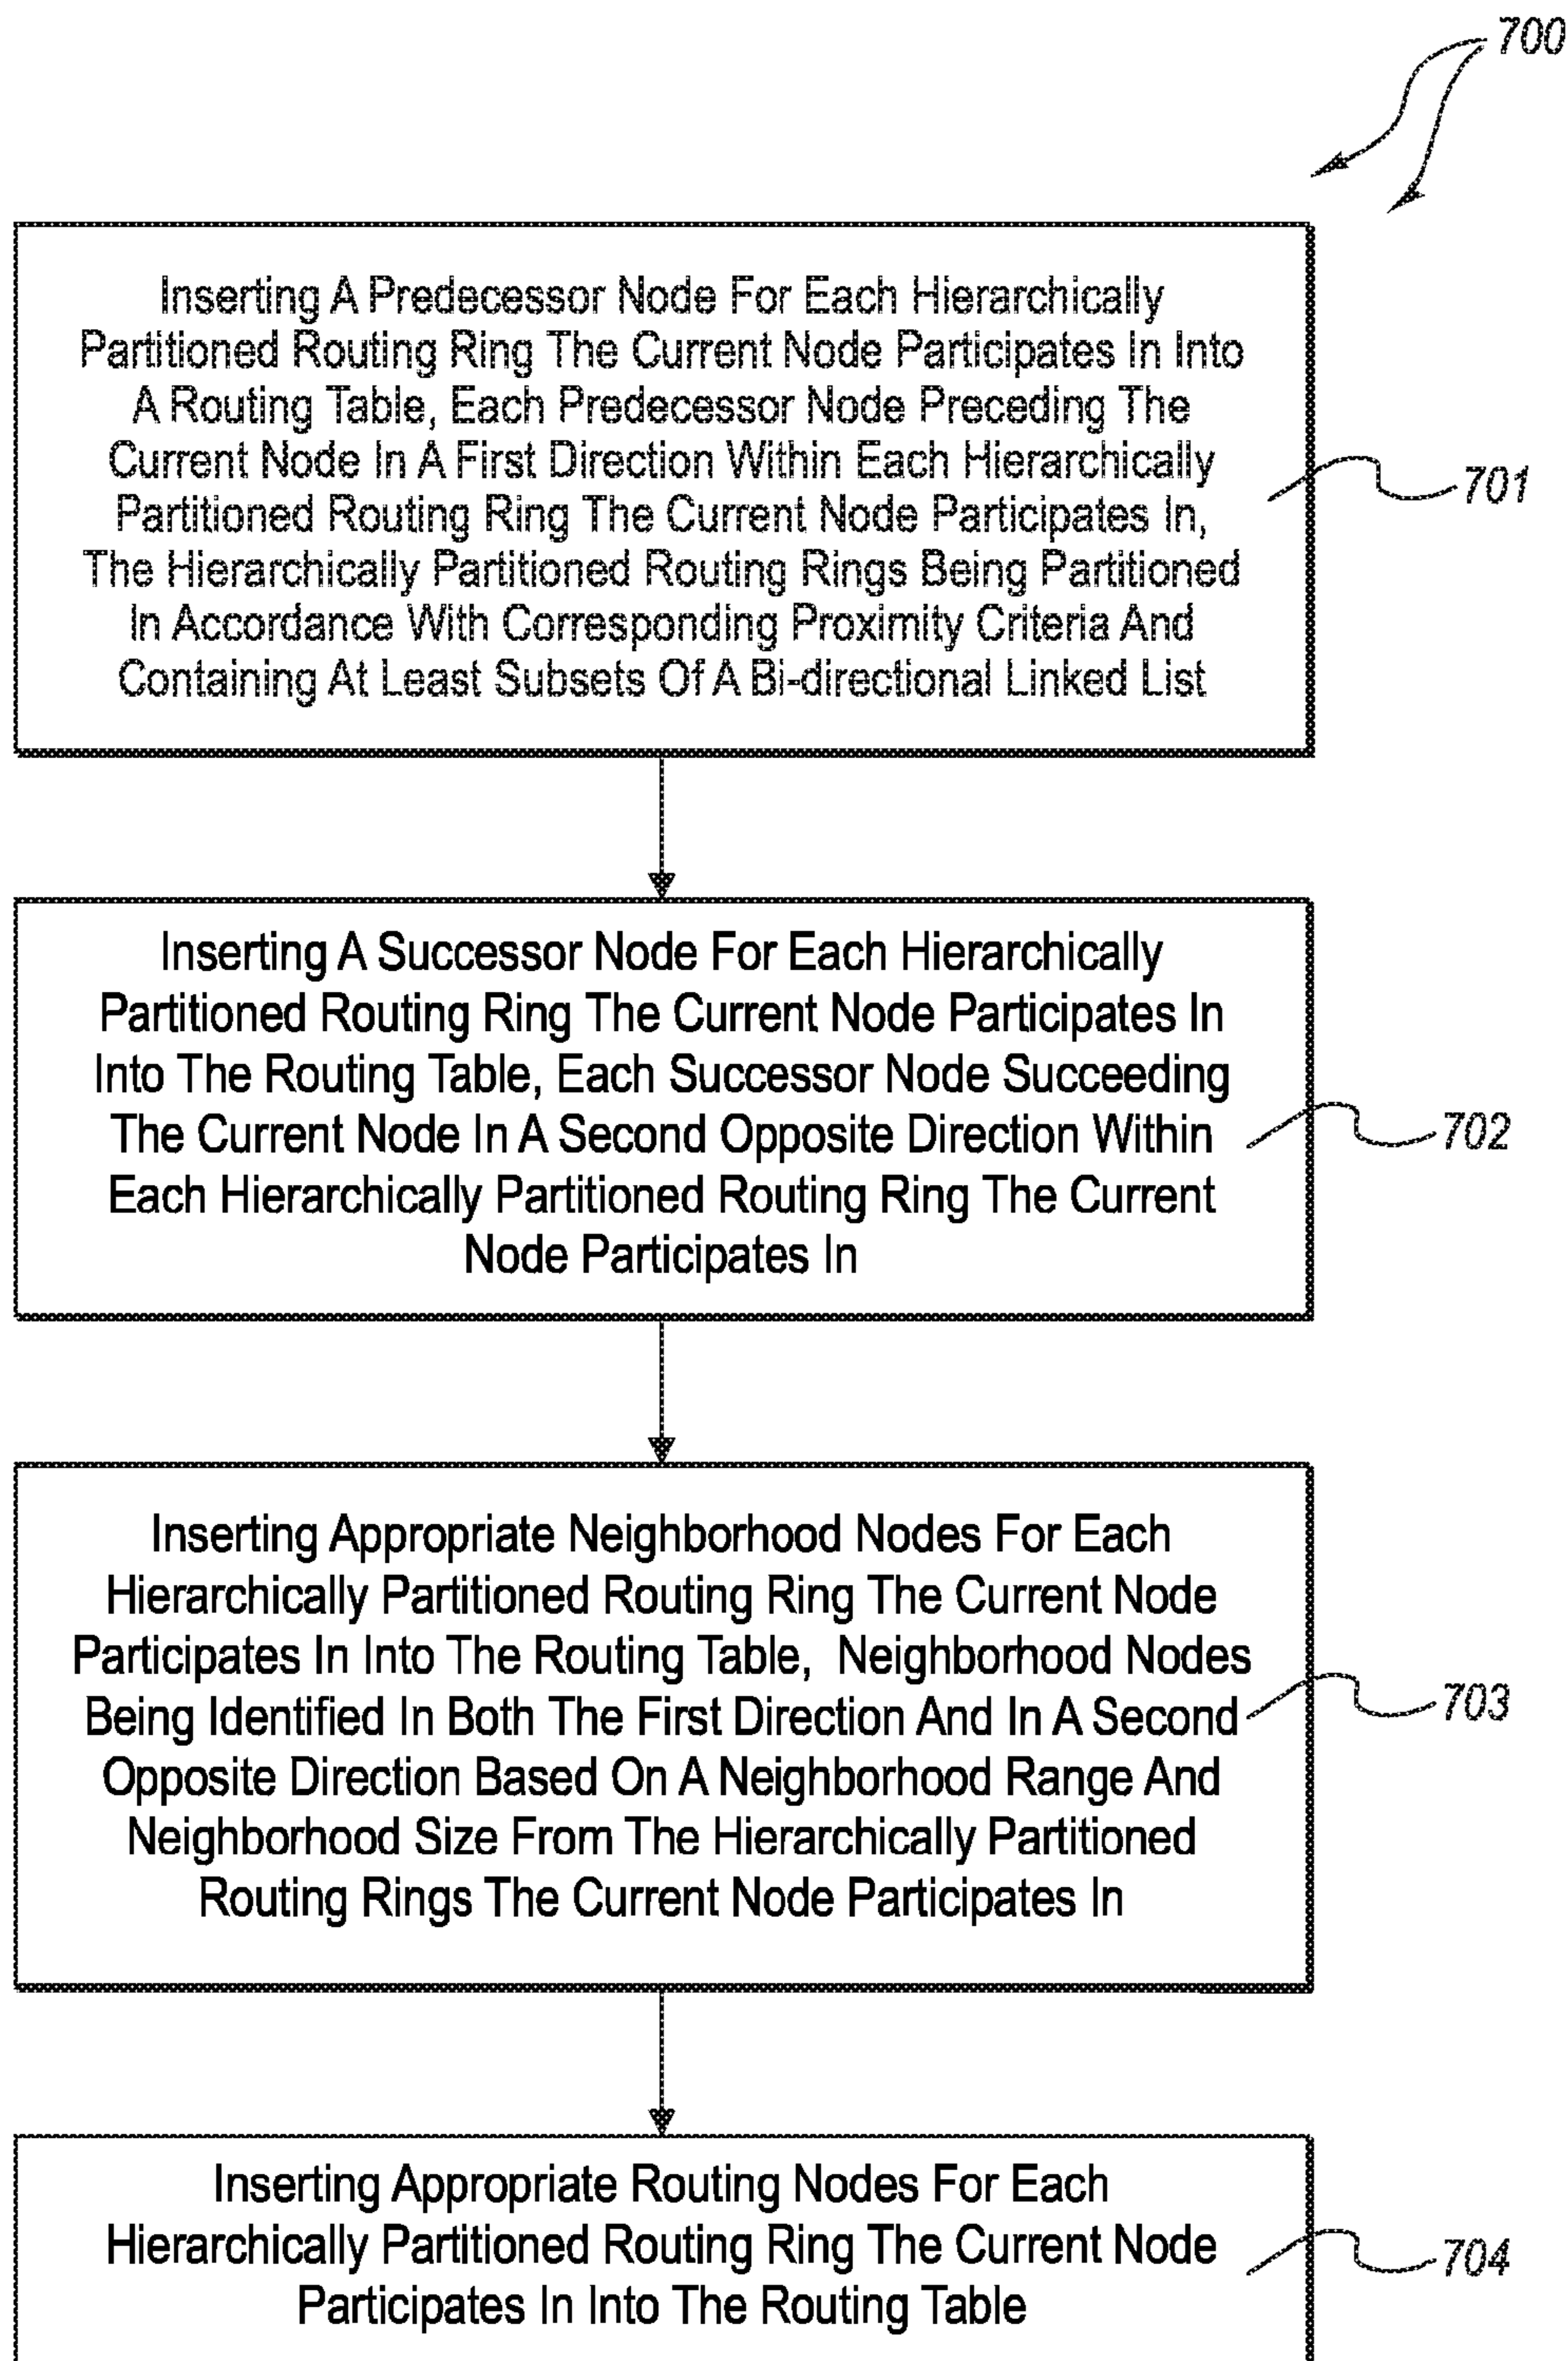 700
Inserting A Predecessor Node For Each Hierarchically
Partitioned Routing Ring The Current Node Participates In Into
A Routing Table, Each Predecessor Node Preceding The
Current Node In A First Direction Within Each Hierarchically
Partitioned Routing Ring The Current Node Participates In,
The Hierarchically Partitioned Routing Rings Being Partitioned
In Accordance With Corresponding Proximity Criteria And
Containing At Least Subsets Of A Bi-directional Linked List
701
Inserting A Successor Node For Each Hierarchically
Partitioned Routing Ring The Current Node Participates In
Into The Routing Table, Each Successor Node Succeeding
The Current Node In A Second Opposite Direction Within
Each Hierarchically Partitioned Routing Ring The Current
Node Participates In
702
Inserting Appropriate Neighborhood Nodes For Each
Hierarchically Partitioned Routing Ring The Current Node
Participates In Into The Routing Table, Neighborhood Nodes
Being Identified In Both The First Direction And In A Second
Opposite Direction Based On A Neighborhood Range And
Neighborhood Size From The Hierarchically Partitioned
Routing Rings The Current Node Participates In
703
Inserting Appropriate Routing Nodes For Each
Hierarchically Partitioned Routing Ring The Current Node
Participates In Into The Routing Table
704